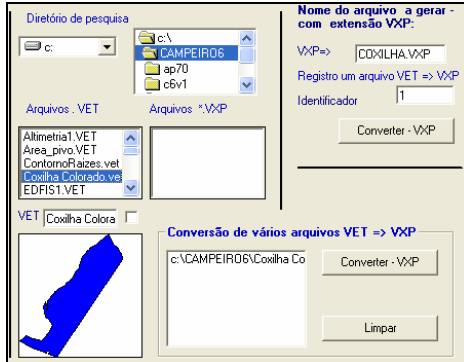 Diretório de pesquisa
c:
c:\
CAMPEIRO6
ap70
c6v1
Arquivos . VET
Arquivos *.VXP
Altimetria1.VET
Area_pivo.VET
ContornoRaizes.vet
Coxilha Colorado.ve
EDFIS1.VET
VET
Coxilha Colora
Nome do arquivo a gerar -
com extensão VXP:
VXP=>
COXILHA.VXP
Registro um arquivo VET => VXP
Identificador
1
Converter - VXP
Conversão de vários arquivos VET => VXP
c:\CAMPEIRO6\Coxilha Co
Converter - VXP
Limpar